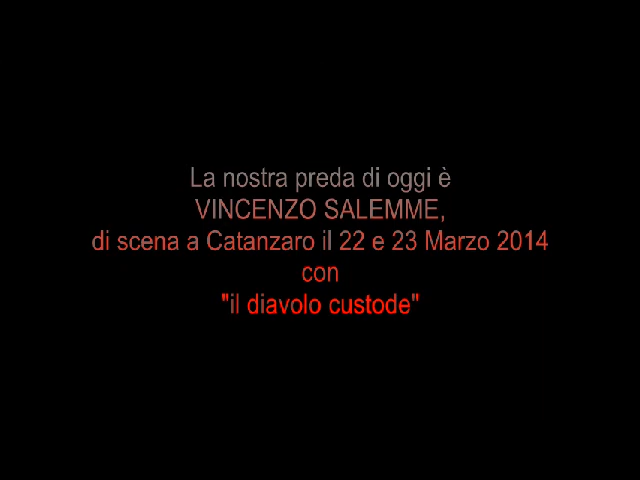 La nostra preda di oggi è
VINCENZO SALEMME,
di scena a Catanzaro il 22 e 23 Marzo 2014
con
"il diavolo custode"